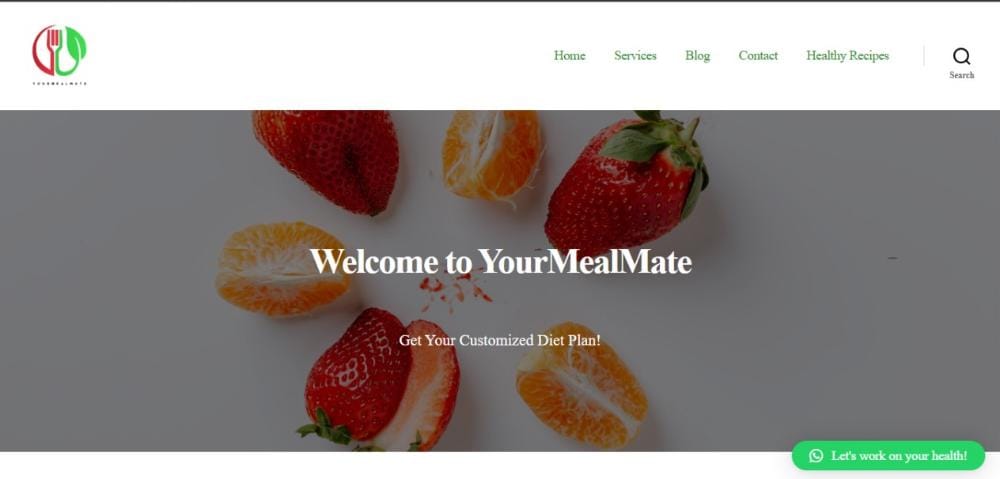 YOURMEALMATE
Home Services Blog Contact Healthy Recipes
Search
Welcome to YourMealMate
Get Your Customized Diet Plan!
Let's work on your health!